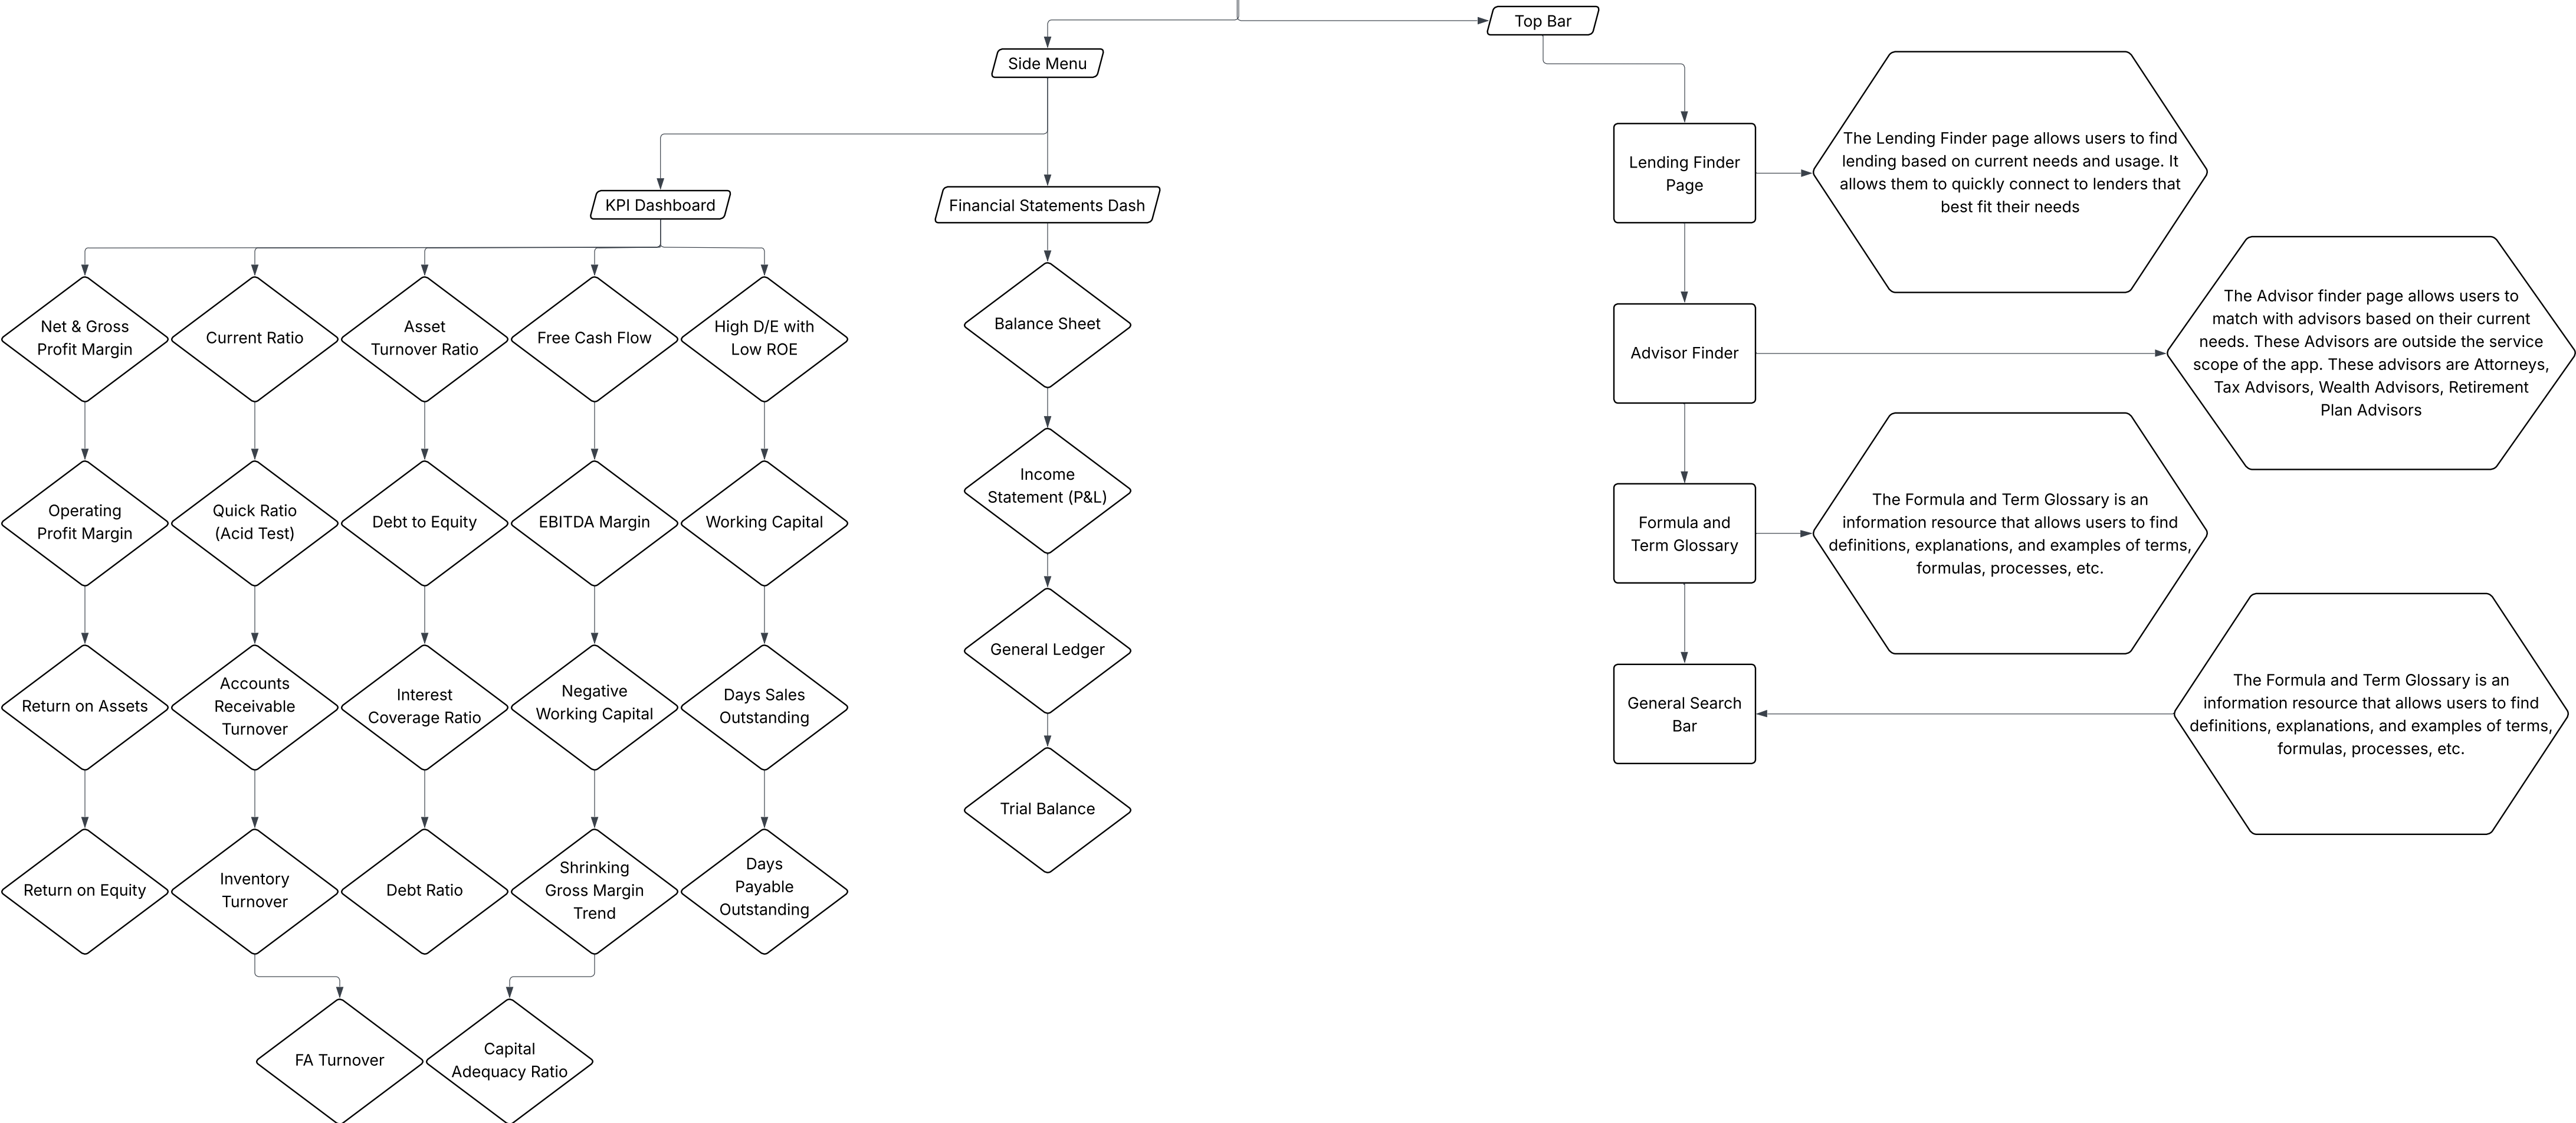 Top Bar
Side Menu
KPI Dashboard
Financial Statements Dash
Net & Gross
Profit Margin
Current Ratio
Asset
Turnover Ratio
Free Cash Flow
High D/E with
Low ROE
Operating
Profit Margin
Quick Ratio
(Acid Test)
Debt to Equity
EBITDA Margin
Working Capital
Return on Assets
Accounts
Receivable
Turnover
Interest
Coverage Ratio
Negative
Working Capital
Days Sales
Outstanding
Return on Equity
Inventory
Turnover
Debt Ratio
Shrinking
Gross Margin
Trend
Days
Payable
Outstanding
FA Turnover
Capital
Adequacy Ratio
Balance Sheet
Income
Statement (P&L)
General Ledger
Trial Balance
Lending Finder
Page
The Lending Finder page allows users to find
lending based on current needs and usage. It
allows them to quickly connect to lenders that
best fit their needs
Advisor Finder
The Advisor finder page allows users to
match with advisors based on their current
needs. These Advisors are outside the service
scope of the app. These advisors are Attorneys,
Tax Advisors, Wealth Advisors, Retirement
Plan Advisors
Formula and
Term Glossary
The Formula and Term Glossary is an
information resource that allows users to find
definitions, explanations, and examples of terms,
formulas, processes, etc.
General Search
Bar
The Formula and Term Glossary is an
information resource that allows users to find
definitions, explanations, and examples of terms,
formulas, processes, etc.